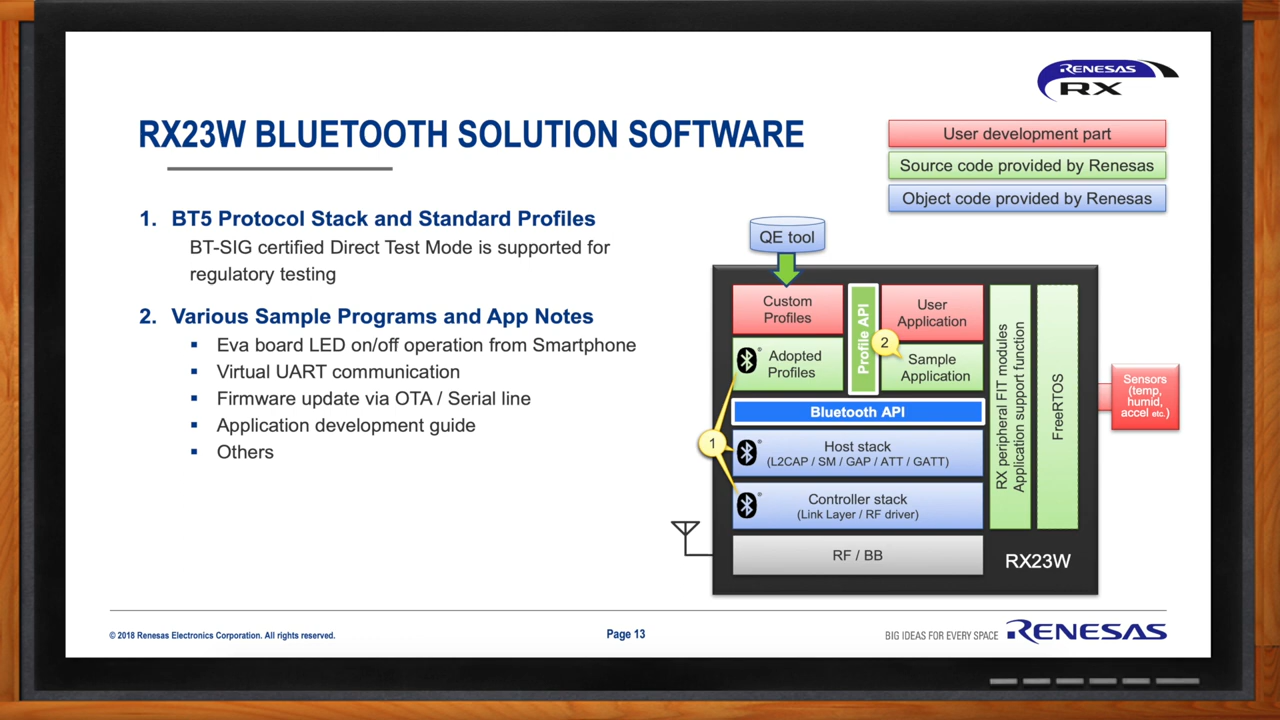 RENESAS
RX
RX23W BLUETOOTH SOLUTION SOFTWARE
User development part
Source code provided by Renesas
Object code provided by Renesas
1. BT5 Protocol Stack and Standard Profiles
BT-SIG certified Direct Test Mode is supported for
regulatory testing
2. Various Sample Programs and App Notes
▪ Eva board LED on/off operation from Smartphone
▪ Virtual UART communication
▪ Firmware update via OTA / Serial line
▪ Application development guide
▪ Others
QE tool
Custom
Profiles
Profile API
User
Application
2
® Adopted
Profiles
Sample
Application
Bluetooth API
1
® Host stack
(L2CAP / SM / GAP / ATT / GATT)
® Controller stack
(Link Layer / RF driver)
RF / BB
RX peripheral FIT modules
Application support function
FreeRTOS
RX23W
Sensors
(temp,
humid,
accel etc.)
© 2018 Renesas Electronics Corporation. All rights reserved.
Page 13
BIG IDEAS FOR EVERY SPACE RENESAS